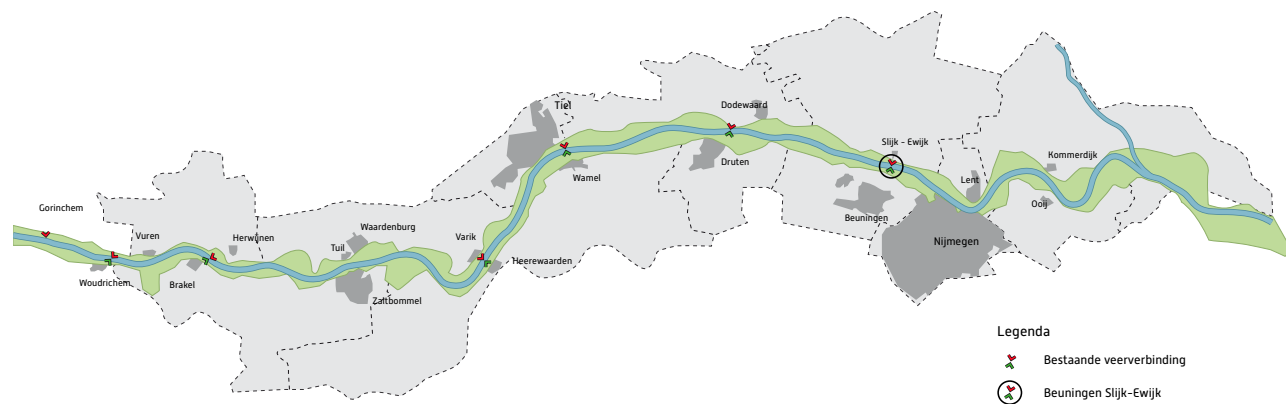 Gorinchem
Woudrichem
Vuren
Brakel
Herwijnen
Tuil
Waardenburg
Zaltbommel
Varik
Heerewaarden
Tiel
Wamel
Dodewaard
Druten
Slijk - Ewijk
Beuningen
Lent
Nijmegen
Kommerdijk
Ooij
Legenda
Bestaande veerverbinding
Beuningen Slijk-Ewijk